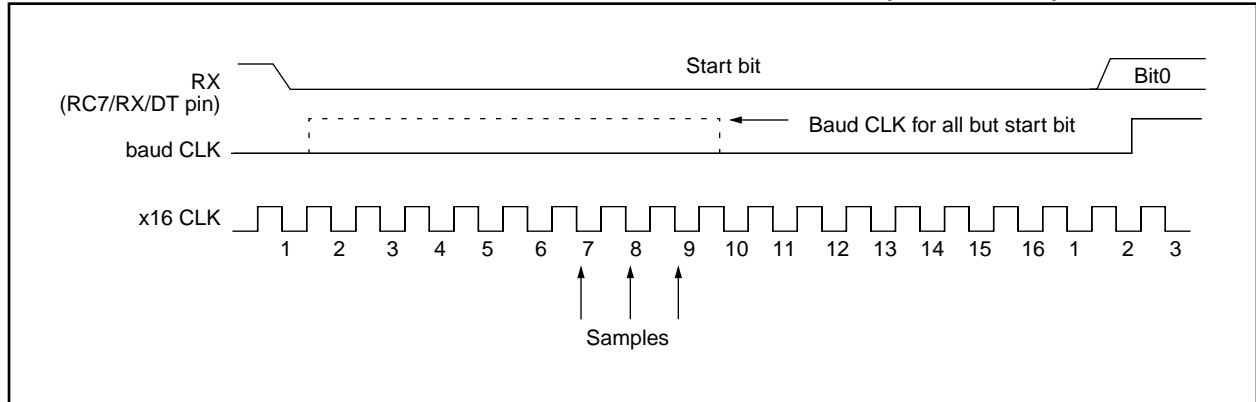 Start bit
RX
(RC7/RX/DT pin)
Bit0
Baud CLK for all but start bit
baud CLK
x16 CLK
1 2 3 4 5 6 7 8 9 10 11 12 13 14 15 16 1 2 3
Samples